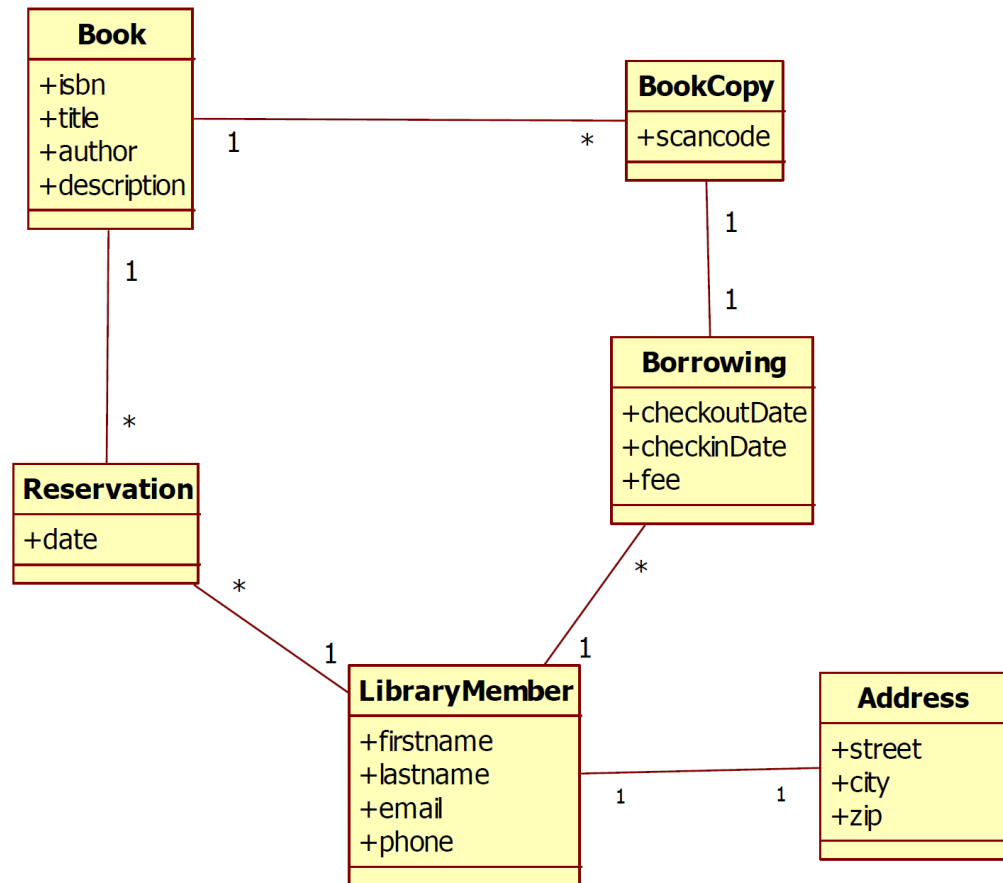 Book
+isbn
+title
+author
+description
1
*
BookCopy
+scancode
1
1
Borrowing
+checkoutDate
+checkinDate
+fee
1
*
Reservation
+date
*
1
*
1
LibraryMember
+firstname
+lastname
+email
+phone
1
1
Address
+street
+city
+zip